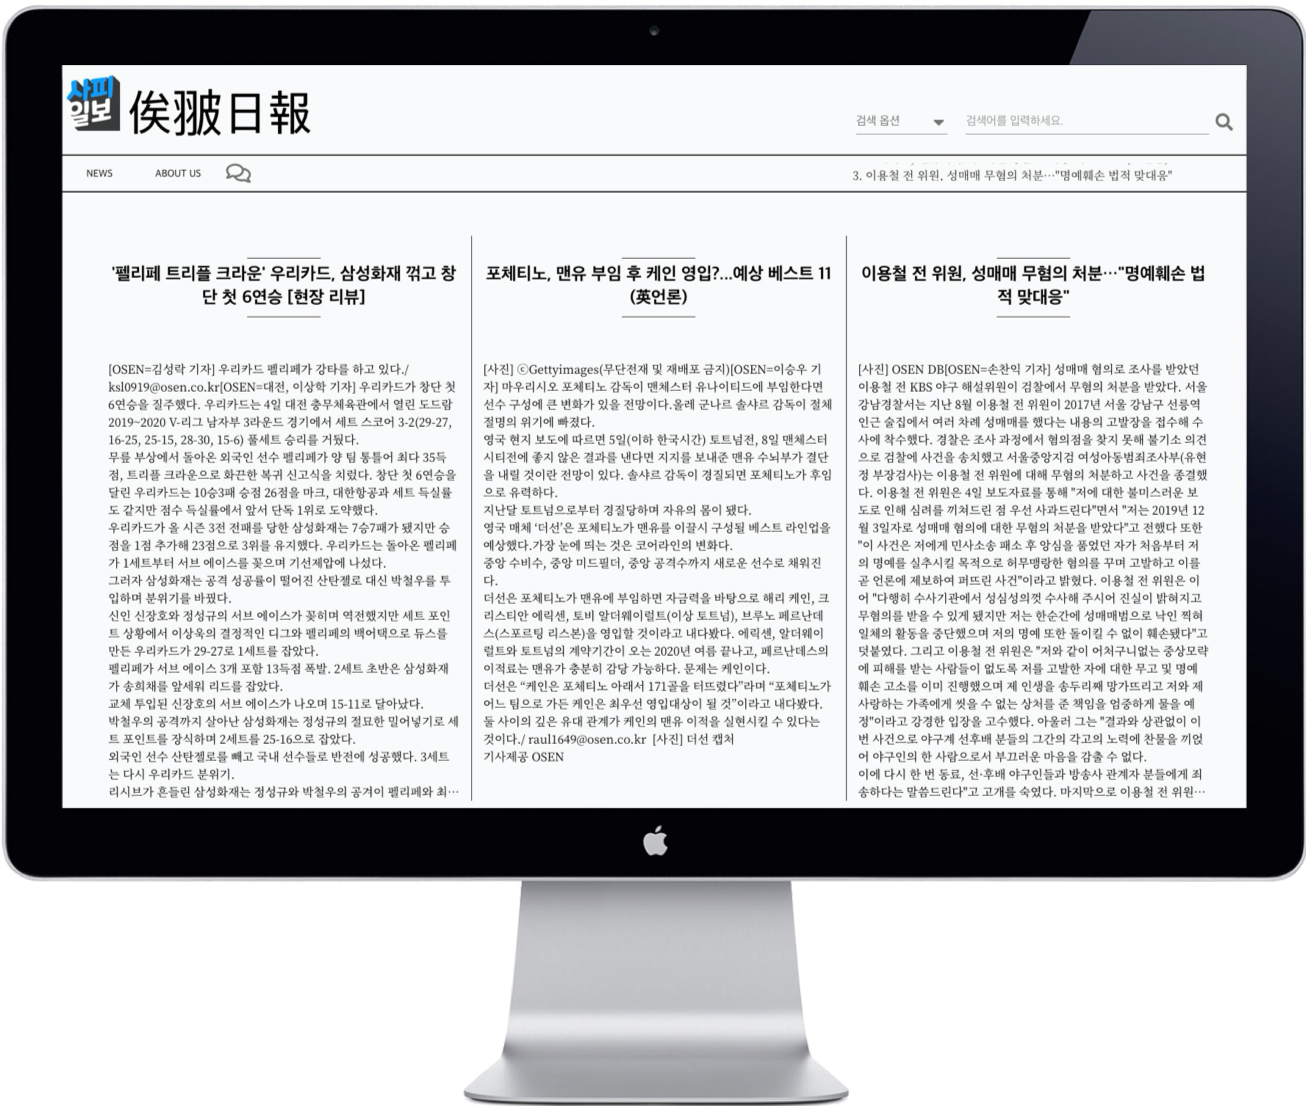 사피
일보
俟翍日報
검색 옵션
검색어를 입력하세요.
NEWS
ABOUT US
3. 이용철 전 위원, 성매매 무혐의 처분…"명예훼손 법적 맞대응"
'펠리페 트리플 크라운' 우리카드, 삼성화재 꺾고 창
단 첫 6연승 [현장 리뷰]
[OSEN=김성락 기자] 우리카드 펠리페가 강타를 하고 있다./
ksl0919@osen.co.kr[OSEN=대전, 이상학 기자] 우리카드가 창단 첫
6연승을 질주했다. 우리카드는 4일 대전 충무체육관에서 열린 도드람
2019~2020 V-리그 남자부 3라운드 경기에서 세트 스코어 3-2(29-27,
16-25, 25-15, 28-30, 15-6) 풀세트 승리를 거뒀다.
무릎 부상에서 돌아온 외국인 선수 펠리페가 양 팀 통틀어 최다 35득
점, 트리플 크라운으로 화끈한 복귀 신고식을 치렀다. 창단 첫 6연승을
달린 우리카드는 10승3패 승점 26점을 마크, 대한항공과 세트 득실률
도 같지만 점수 득실률에서 앞서 단독 1위로 도약했다.
우리카드가 올 시즌 3전 전패를 당한 삼성화재는 7승7패가 됐지만 승
점을 1점 추가해 23점으로 3위를 유지했다. 우리카드는 돌아온 펠리페
가 1세트부터 서브 에이스를 꽂으며 기선제압에 나섰다.
그러자 삼성화재는 공격 성공률이 떨어진 산탄젤로 대신 박철우를 투
입하며 분위기를 바꿨다.
신인 신장호와 정성규의 서브 에이스가 꽂히며 역전했지만 세트 포인
트 상황에서 이상욱의 결정적인 디그와 펠리페의 백어택으로 듀스를
만든 우리카드가 29-27로 1세트를 잡았다.
펠리페가 서브 에이스 3개 포함 13득점 폭발. 2세트 초반은 삼성화재
가 송희채를 앞세워 리드를 잡았다.
교체 투입된 신장호의 서브 에이스가 나오며 15-11로 달아났다.
박철우의 공격까지 살아난 삼성화재는 정성규의 절묘한 밀어넣기로 세
트 포인트를 장식하며 2세트를 25-16으로 잡았다.
외국인 선수 산탄젤로를 빼고 국내 선수들로 반전에 성공했다. 3세트
는 다시 우리카드 분위기.
리시브가 흔들린 삼성화재는 정성규와 박철우의 공겨이 펠리페와 최…
포체티노, 맨유 부임 후 케인 영입?...예상 베스트 11
(英언론)
[사진] ⓒGettyimages(무단전재 및 재배포 금지)[OSEN=이승우 기
자] 마우리시오 포체티노 감독이 맨체스터 유나이티드에 부임한다면
선수 구성에 큰 변화가 있을 전망이다.올레 군나르 솔샤르 감독이 절체
절명의 위기에 빠졌다.
영국 현지 보도에 따르면 5일(이하 한국시간) 토트넘전, 8일 맨체스터
시티전에 좋지 않은 결과를 낸다면 지지를 보내준 맨유 수뇌부가 결단
을 내릴 것이란 전망이 있다. 솔샤르 감독이 경질되면 포체티노가 후임
으로 유력하다.
지난달 토트넘으로부터 경질당하며 자유의 몸이 됐다.
영국 매체 ‘더선’은 포체티노가 맨유를 이끌시 구성될 베스트 라인업을
예상했다.가장 눈에 띄는 것은 코어라인의 변화다.
중앙 수비수, 중앙 미드필더, 중앙 공격수까지 새로운 선수로 채워진
다.
더선은 포체티노가 맨유에 부임하면 자금력을 바탕으로 해리 케인, 크
리스티안 에릭센, 토비 알더웨이럴트(이상 토트넘), 브루노 페르난데
스(스포르팅 리스본)을 영입할 것이라고 내다봤다. 에릭센, 알더웨이
럴트와 토트넘의 계약기간이 오는 2020년 여름 끝나고, 페르난데스의
이적료는 맨유가 충분히 감당 가능하다. 문제는 케인이다.
더선은 “케인은 포체티노 아래서 171골을 터뜨렸다”라며 “포체티노가
어느 팀으로 가든 케인은 최우선 영입대상이 될 것”이라고 내다봤다.
둘 사이의 깊은 유대 관계가 케인의 맨유 이적을 실현시킬 수 있다는
것이다./ raul1649@osen.co.kr [사진] 더선 캡처
기사제공 OSEN
이용철 전 위원, 성매매 무혐의 처분…"명예훼손 법
적 맞대응"
[사진] OSEN DB[OSEN=손찬익 기자] 성매매 혐의로 조사를 받았던
이용철 전 KBS 야구 해설위원이 검찰에서 무혐의 처분을 받았다. 서울
강남경찰서는 지난 8월 이용철 전 위원이 2017년 서울 강남구 선릉역
인근 술집에서 여러 차례 성매매를 했다는 내용의 고발장을 접수해 수
사에 착수했다. 경찰은 조사 과정에서 혐의점을 찾지 못해 불기소 의견
으로 검찰에 사건을 송치했고 서울중앙지검 여성아동범죄조사부(유현
정 부장검사)는 이용철 전 위원에 대해 무혐의 처분하고 사건을 종결했
다. 이용철 전 위원은 4일 보도자료를 통해 "저에 대한 불미스러운 보
도로 인해 심려를 끼쳐드린 점 우선 사과드린다"면서 "저는 2019년 12
월 3일자로 성매매 혐의에 대한 무혐의 처분을 받았다"고 전했다 또한
"이 사건은 저에게 민사소송 패소 후 앙심을 품었던 자가 처음부터 저
의 명예를 실추시킬 목적으로 허무맹랑한 혐의를 꾸며 고발하고 이를
곧 언론에 제보하여 퍼뜨린 사건"이라고 밝혔다. 이용철 전 위원은 이
어 "다행히 수사기관에서 성심성의껏 수사해 주시어 진실이 밝혀지고
무혐의를 받을 수 있게 됐지만 저는 한순간에 성매매범으로 낙인 찍혀
일체의 활동을 중단했으며 저의 명예 또한 돌이킬 수 없이 훼손됐다"고
덧붙였다. 그리고 이용철 전 위원은 "저와 같이 어처구니없는 중상모략
에 피해를 받는 사람들이 없도록 저를 고발한 자에 대한 무고 및 명예
훼손 고소를 이미 진행했으며 제 인생을 송두리째 망가뜨리고 저와 제
사랑하는 가족에게 씻을 수 없는 상처를 준 책임을 엄중하게 물을 예
정"이라고 강경한 입장을 고수했다. 아울러 그는 "결과와 상관없이 이
번 사건으로 야구계 선후배 분들의 그간의 각고의 노력에 찬물을 끼얹
어 야구인의 한 사람으로서 부끄러운 마음을 감출 수 없다.
이에 다시 한 번 동료, 선·후배 야구인들과 방송사 관계자 분들에게 죄
송하다는 말씀드린다"고 고개를 숙였다. 마지막으로 이용철 전 위원…